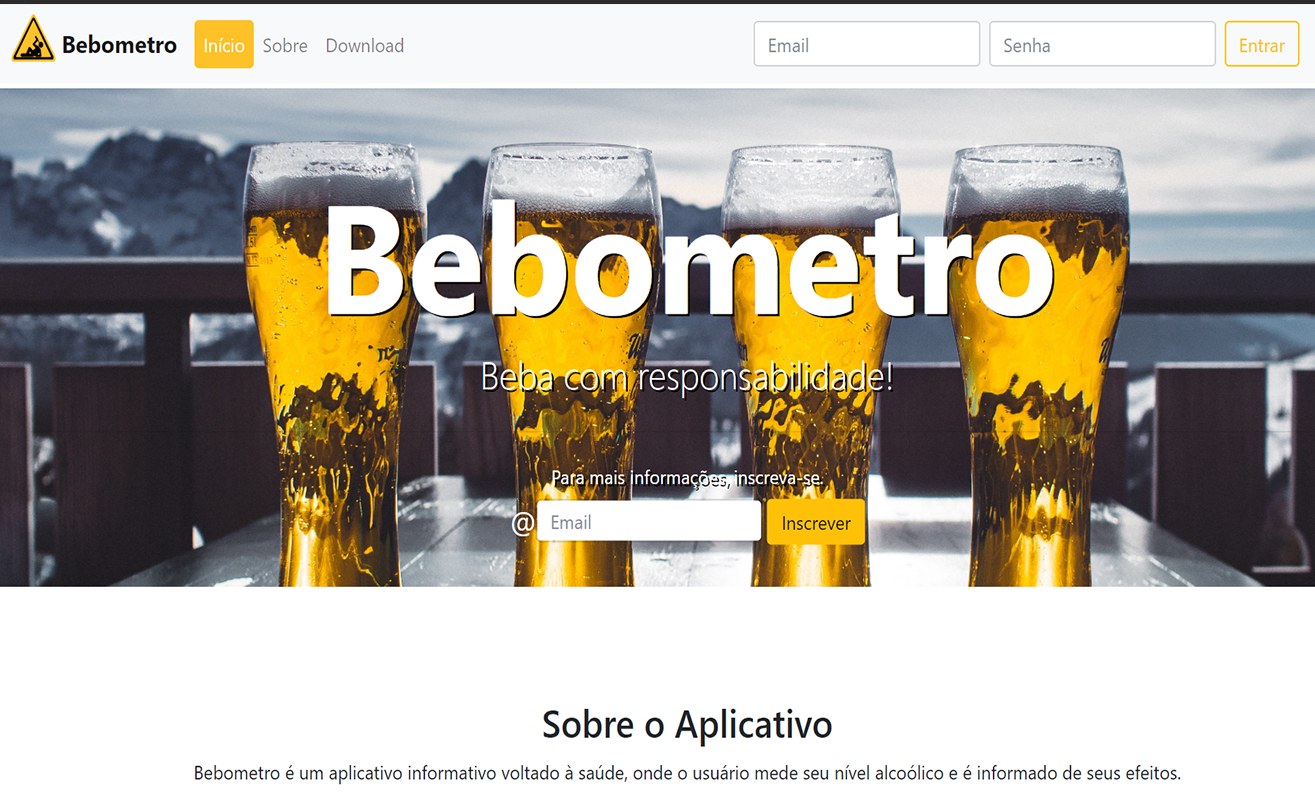 Bebometro Início Sobre Download Email Senha Entrar
Bebometro
Beba com responsabilidade!
Para mais informações, inscreva-se.
@ Email Inscrever
Sobre o Aplicativo
Bebometro é um aplicativo informativo voltado à saúde, onde o usuário mede seu nível alcoólico e é informado de seus efeitos.